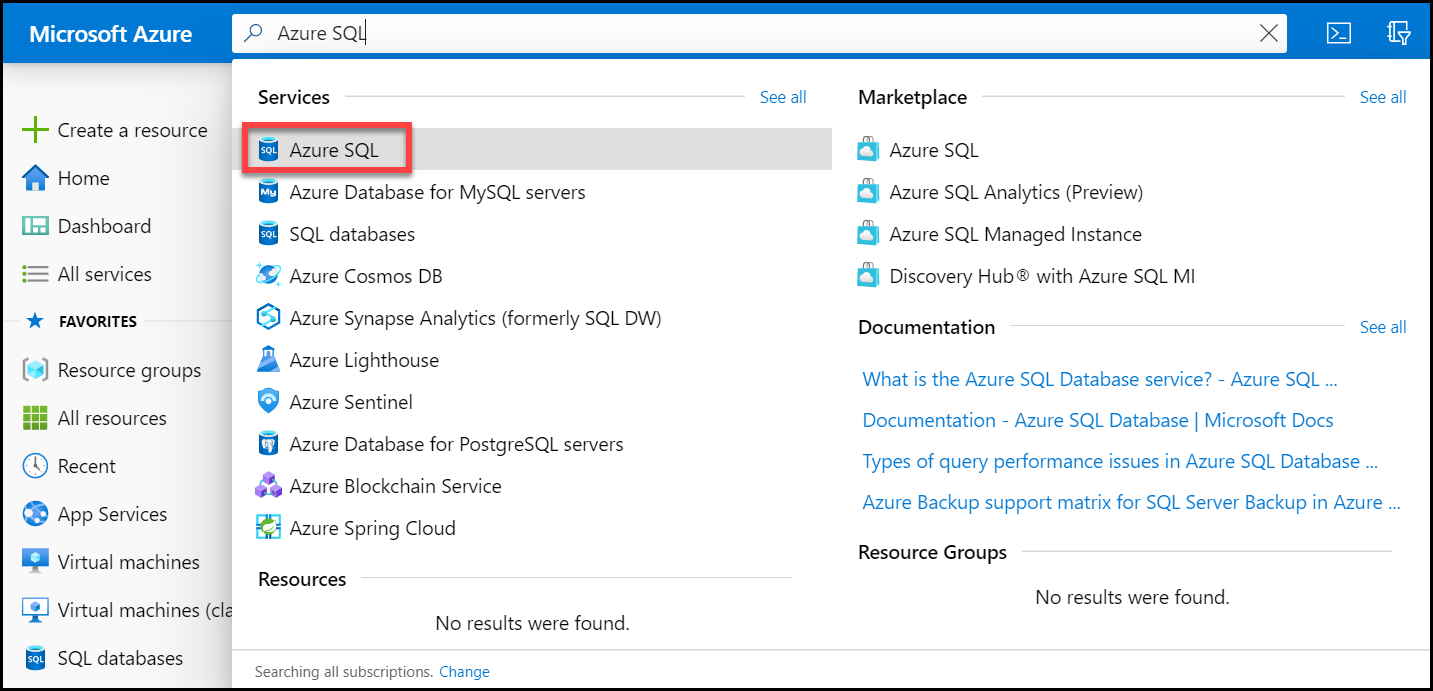 Microsoft Azure
Azure SQL
Create a resource
Home
Dashboard
All services
FAVORITES
Resource groups
All resources
Recent
App Services
Virtual machines
Virtual machines (cla
SQL databases
Services
See all
SQL Azure SQL
My Azure Database for MySQL servers
SQL SQL databases
Azure Cosmos DB
Azure Synapse Analytics (formerly SQL DW)
Azure Lighthouse
Azure Sentinel
Azure Database for PostgreSQL servers
Azure Blockchain Service
Azure Spring Cloud
Resources
No results were found.
Searching all subscriptions. Change
Marketplace
See all
Azure SQL
Azure SQL Analytics (Preview)
Azure SQL Managed Instance
Discovery Hub® with Azure SQL MI
Documentation
See all
What is the Azure SQL Database service? - Azure SQL ...
Documentation - Azure SQL Database | Microsoft Docs
Types of query performance issues in Azure SQL Database ...
Azure Backup support matrix for SQL Server Backup in Azure ...
Resource Groups
No results were found.